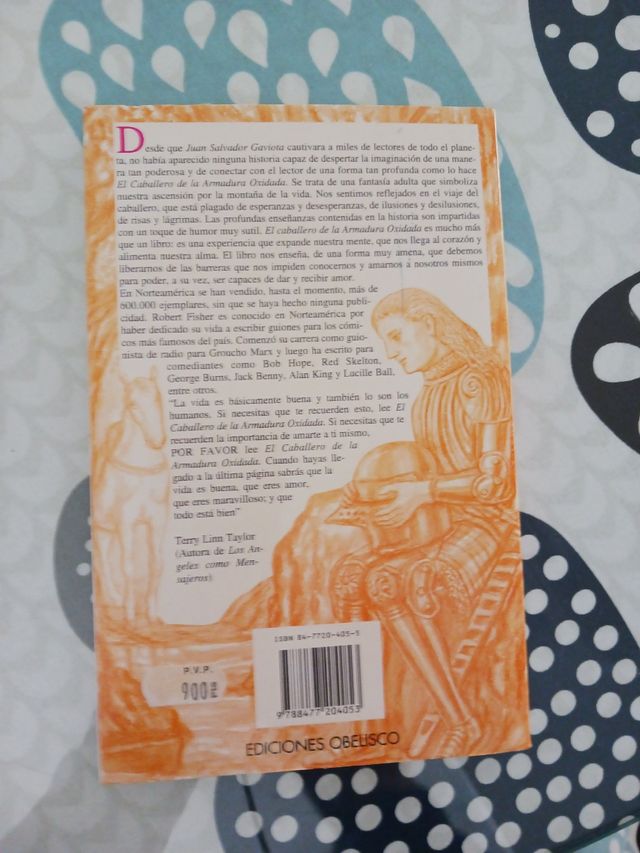 Desde que Juan Salvador Gaviota cautivara a miles de lectores de todo el plane-
ta, no había aparecido ninguna historia capaz de despertar la imaginación de una mane-
ra tan poderosa y de conectar con el lector de una forma tan profunda como lo hace
El Caballero de la Armadura Oxidada. Se trata de una fantasía adulta que simboliza
nuestra ascensión por la montaña de la vida. Nos sentimos reflejados en el viaje del
caballero, que está plagado de esperanzas y desesperanzas, de ilusiones y desilusiones,
de risas y lágrimas. Las profundas enseñanzas contenidas en la historia son impartidas
con un toque de humor muy sutil. El caballero de la Armadura Oxidada es mucho más
que un libro: es una experiencia que expande nuestra mente, que nos llega al corazón y
alimenta nuestra alma. El libro nos enseña, de una forma muy amena, que debemos
liberarnos de las barreras que nos impiden conocernos y amarnos a nosotros mismos
para poder, a su vez, ser capaces de dar y recibir amor.
En Norteamérica se han vendido, hasta el momento, más de
600.000 ejemplares, sin que se haya hecho ninguna publi-
cidad. Robert Fisher es conocido en Norteamérica por
haber dedicado su vida a escribir guiones para los cómi-
cos más famosos del país. Comenzó su carrera como guio-
nista de radio para Groucho Marx y luego ha escrito para
comediantes como Bob Hope, Red Skelton,
George Burns, Jack Benny, Alan King y Lucille Ball,
entre otros.
"La vida es básicamente buena y también lo son los
humanos. Si necesitas que te recuerden esto, lee El
Caballero de la Armadura Oxidada. Si necesitas que te
recuerden la importancia de amarte a ti mismo,
POR FAVOR lee El Caballero de la
Armadura Oxidada. Cuando hayas lle-
gado a la última página sabrás que la
vida es buena, que eres amor,
que eres maravilloso; y que
todo está bien"
Terry Linn Taylor
(Autora de Los Án-
geles como Men-
sajeros)
ISBN 84-7720-405-5
P.V.P.
900
9 788477 204053
EDICIONES OBELISCO